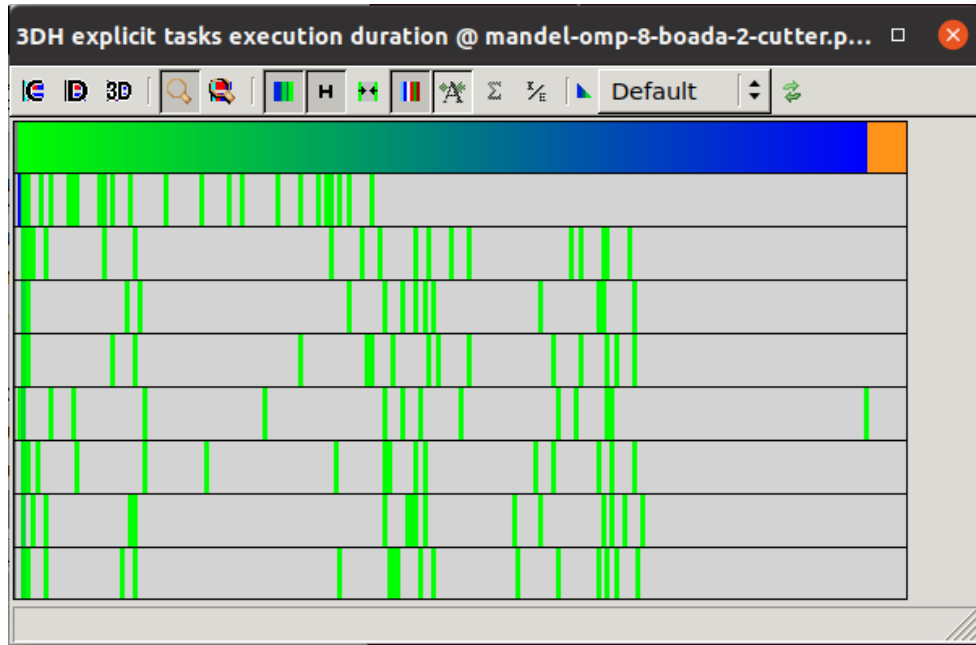 3DH explicit tasks execution duration @ mandel-omp-8-boada-2-cutter.p...
3D H Σ Default